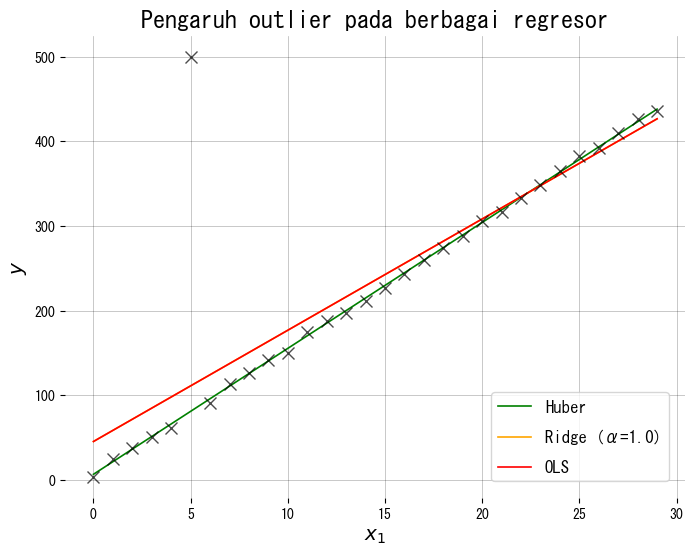 Pengaruh outlier pada berbagai regresor
500
400
300
200
100
0
y
Huber
Ridge (α=1.0)
OLS
0 5 10 15 20 25 30
x₁